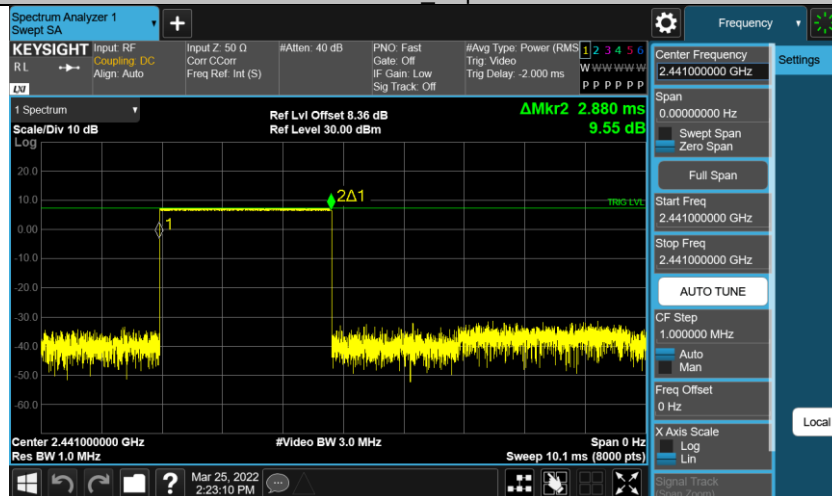 Spectrum Analyzer 1
Swept SA
+
Frequency
KEYSIGHT
RL
LXI
Input: RF
Coupling: DC
Align: Auto
Input Z: 50 Ω
Corr CCorr
Freq Ref: Int (S)
#Atten: 40 dB
PNO: Fast
Gate: Off
IF Gain: Low
Sig Track: Off
#Avg Type: Power (RMS
Trig: Video
Trig Delay: -2.000 ms
1 2 3 4 5 6
W W W W W W
P P P P P P
1 Spectrum
Scale/Div 10 dB
Log
Ref Lvl Offset 8.36 dB
Ref Level 30.00 dBm
ΔMkr2 2.880 ms
9.55 dB
20.0
10.0
0.00
-10.0
-20.0
-30.0
-40.0
-50.0
-60.0
2Δ1
1
TRIG LVL
Center 2.441000000 GHz
Res BW 1.0 MHz
#Video BW 3.0 MHz
Span 0 Hz
Sweep 10.1 ms (8000 pts)
?
Mar 25, 2022
2:23:10 PM
Center Frequency
2.441000000 GHz
Span
0.00000000 Hz
Swept Span
Zero Span
Full Span
Start Freq
2.441000000 GHz
Stop Freq
2.441000000 GHz
AUTO TUNE
CF Step
1.000000 MHz
Auto
Man
Freq Offset
0 Hz
X Axis Scale
Log
Lin
Signal Track
(Span Zoom)
Settings
Local